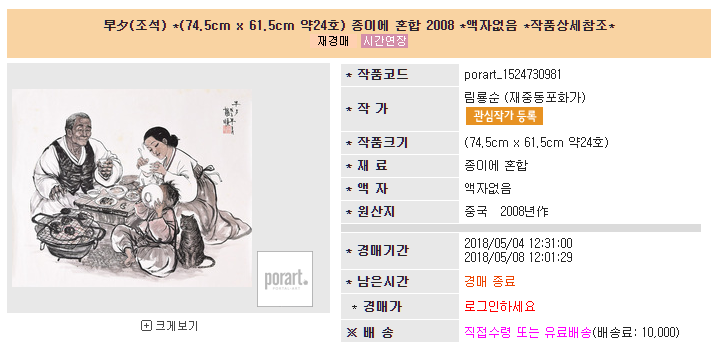 早夕(조석) *(74.5cm x 61.5cm 약24호) 종이에 혼합 2008 *액자없음 *작품상세참조*
재경매 시간연장
* 작품코드 porart_1524730981
* 작 가 림룡순 (재중동포화가)
관심작가 등록
* 작품크기 (74.5cm x 61.5cm 약24호)
* 재 료 종이에 혼합
* 액 자 액자없음
* 원산지 중국 2008년作
* 경매기간 2018/05/04 12:31:00
2018/05/08 12:01:29
* 남은시간 경매 종료
* 경매가 로그인하세요
※ 배 송 직접수령 또는 유료배송(배송료: 10,000)
porart.
크게보기